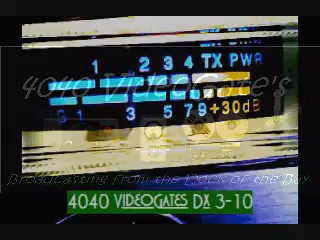 1 2 3 4 TX PWR
4040 VideoGate's
S 1 3 5 7 9 +30dB
Broadcasting From the Dock of the Bay
4040 VIDEOGATES DX 3-10